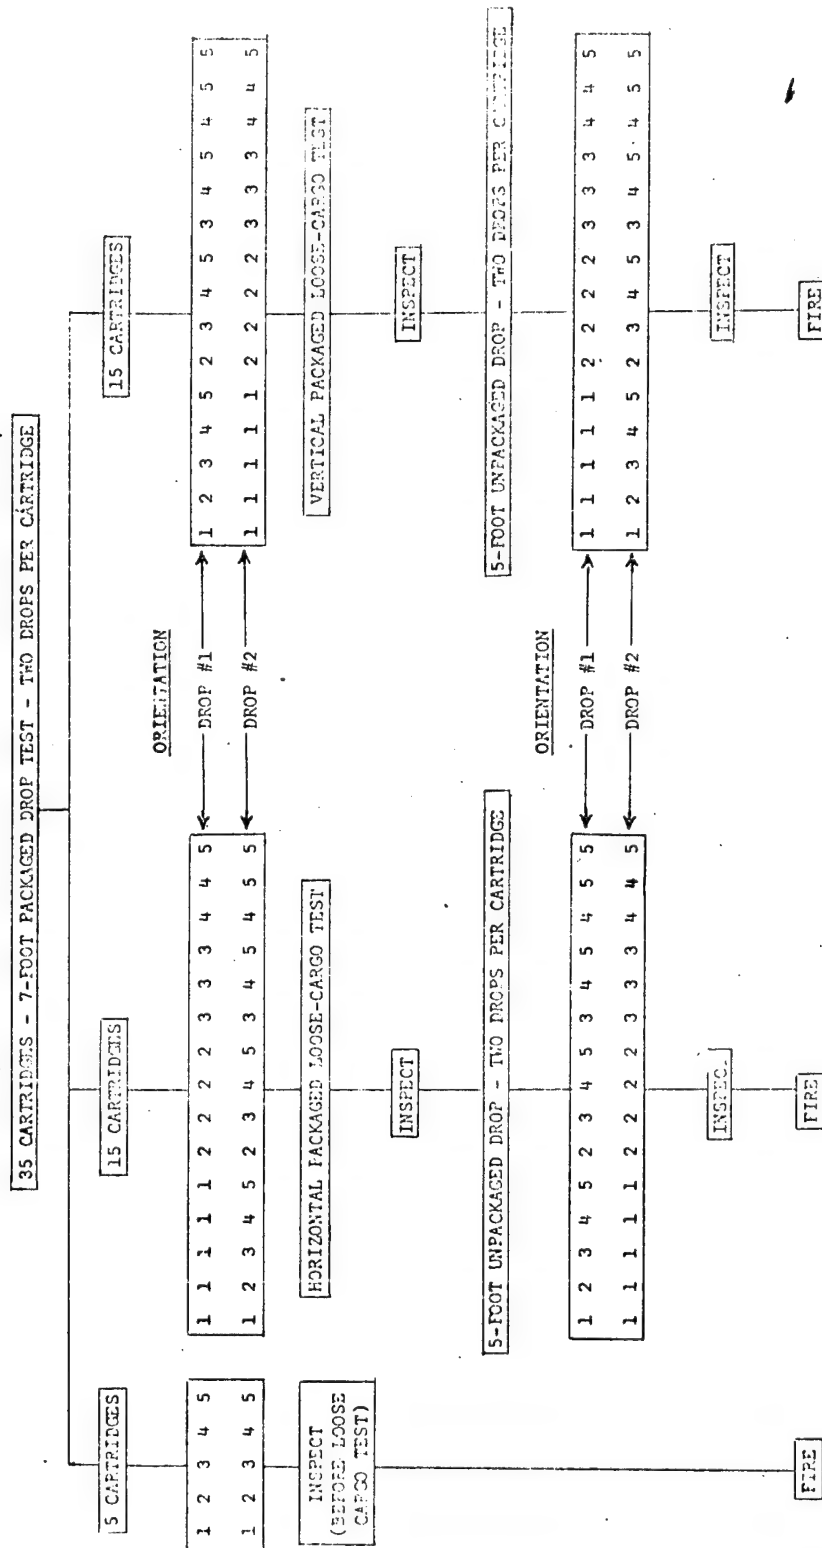 35 CARTRIDGES - 7-FOOT PACKAGED DROP TEST - TWO DROPS PER CARTRIDGE
5 CARTRIDGES
1 2 3 4 5
1 2 3 4 5
INSPECT
(BEFORE LOOSE
CARGO TEST)
FIRE
15 CARTRIDGES
1 1 1 1 1 2 2 2 2 3 3 3 4 4 5
1 2 3 4 5 2 3 4 5 3 4 5 4 5 5
HORIZONTAL PACKAGED LOOSE-CARGO TEST
INSPECT
5-FOOT UNPACKAGED DROP - TWO DROPS PER CARTRIDGE
1 2 3 4 5 2 3 4 5 3 4 5 4 5 5
1 1 1 1 1 2 2 2 2 3 3 3 4 4 5
INSPECT
FIRE
ORIENTATION
DROP #1
DROP #2
ORIENTATION
DROP #1
DROP #2
15 CARTRIDGES
1 2 3 4 5 2 3 4 5 3 4 5 4 5 5
1 1 1 1 1 2 2 2 2 3 3 3 4 4 5
VERTICAL PACKAGED LOOSE-CARGO TEST
INSPECT
5-FOOT UNPACKAGED DROP - TWO DROPS PER CARTRIDGE
1 1 1 1 1 2 2 2 2 3 3 3 4 4 5
1 2 3 4 5 2 3 4 5 3 4 5 4 5 5
INSPECT
FIRE